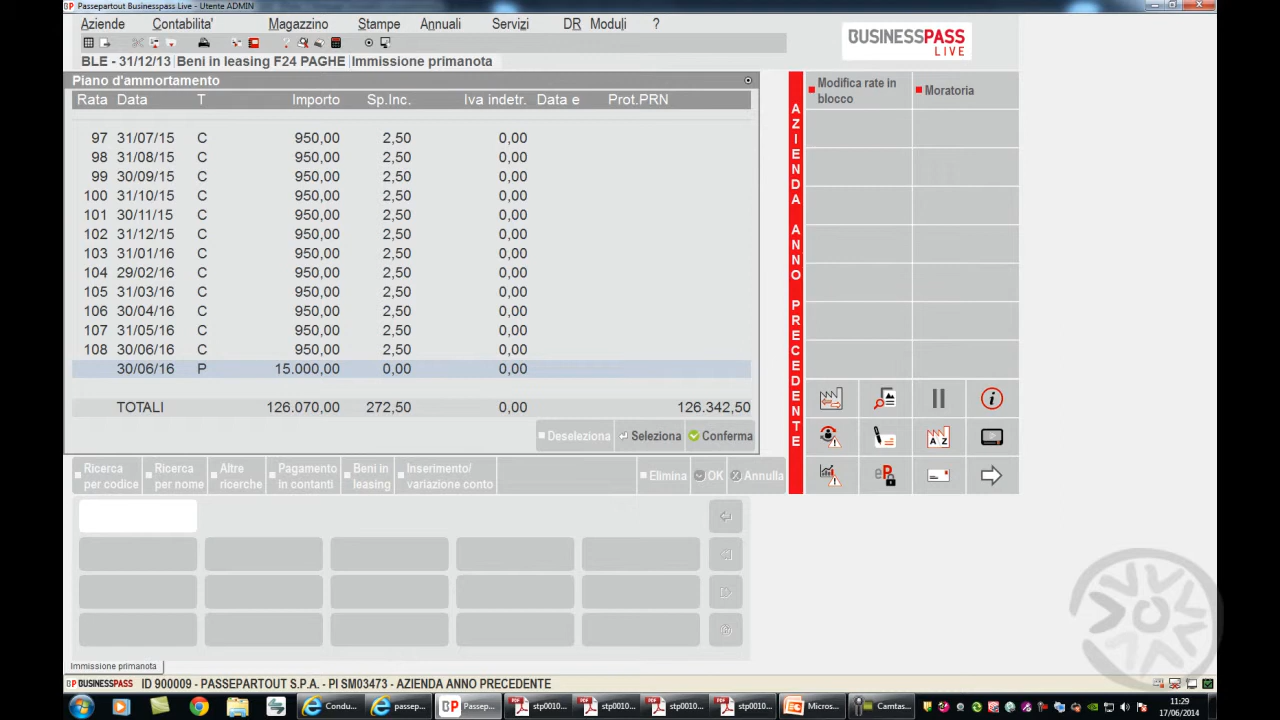 Passepartout Businesspass Live - Utente ADMIN
Aziende Contabilita' Magazzino Stampe Annuali Servizi DR Moduli ?
BUSINESSPASS
LIVE
BLE - 31/12/13 Beni in leasing F24 PAGHE Immissione primanota
Piano d'ammortamento
Rata Data T Importo Sp.Inc. Iva indetr. Data e Prot.PRN
97 31/07/15 C 950,00 2,50 0,00
98 31/08/15 C 950,00 2,50 0,00
99 30/09/15 C 950,00 2,50 0,00
100 31/10/15 C 950,00 2,50 0,00
101 30/11/15 C 950,00 2,50 0,00
102 31/12/15 C 950,00 2,50 0,00
103 31/01/16 C 950,00 2,50 0,00
104 29/02/16 C 950,00 2,50 0,00
105 31/03/16 C 950,00 2,50 0,00
106 30/04/16 C 950,00 2,50 0,00
107 31/05/16 C 950,00 2,50 0,00
108 30/06/16 C 950,00 2,50 0,00
30/06/16 P 15.000,00 0,00 0,00
TOTALI 126.070,00 272,50 0,00 126.342,50
Deseleziona Seleziona Conferma
AZIENDA ANNO PRECEDENTE
Modifica rate in
blocco
Moratoria
Ricerca
per codice
Ricerca
per nome
Altre
ricerche
Pagamento
in contanti
Beni in
leasing
Inserimento/
variazione conto
Elimina OK Annulla
Immissione primanota
BUSINESSPASS ID 900009 - PASSEPARTOUT S.P.A. - PI SM03473 - AZIENDA ANNO PRECEDENTE
Condu... passep... Passep... stp0010... stp0010... stp0010... stp0010... Micros... Camtas...
11:29
17/06/2014